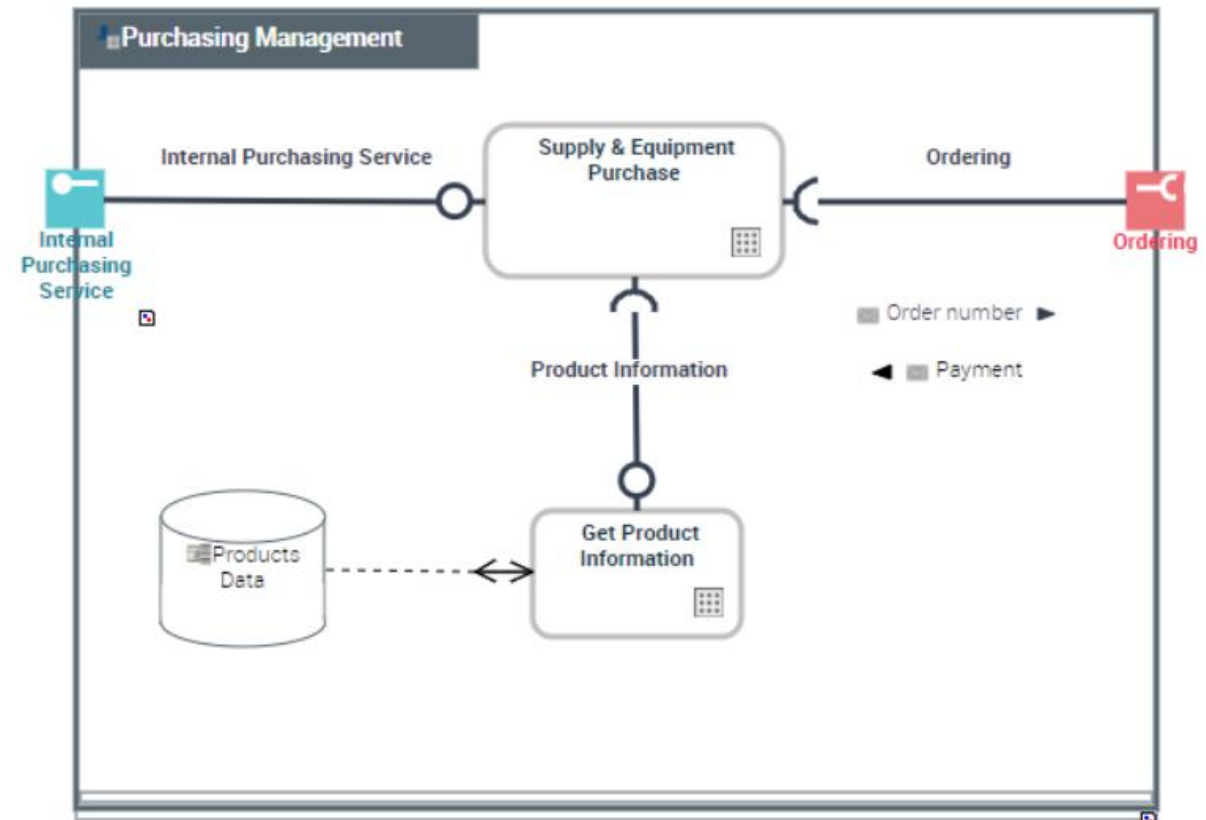 Purchasing Management
Internal Purchasing Service
Supply & Equipment
Purchase
Ordering
Internal
Purchasing
Service
Ordering
Order number
Product Information
Payment
Get Product
Information
Products
Data